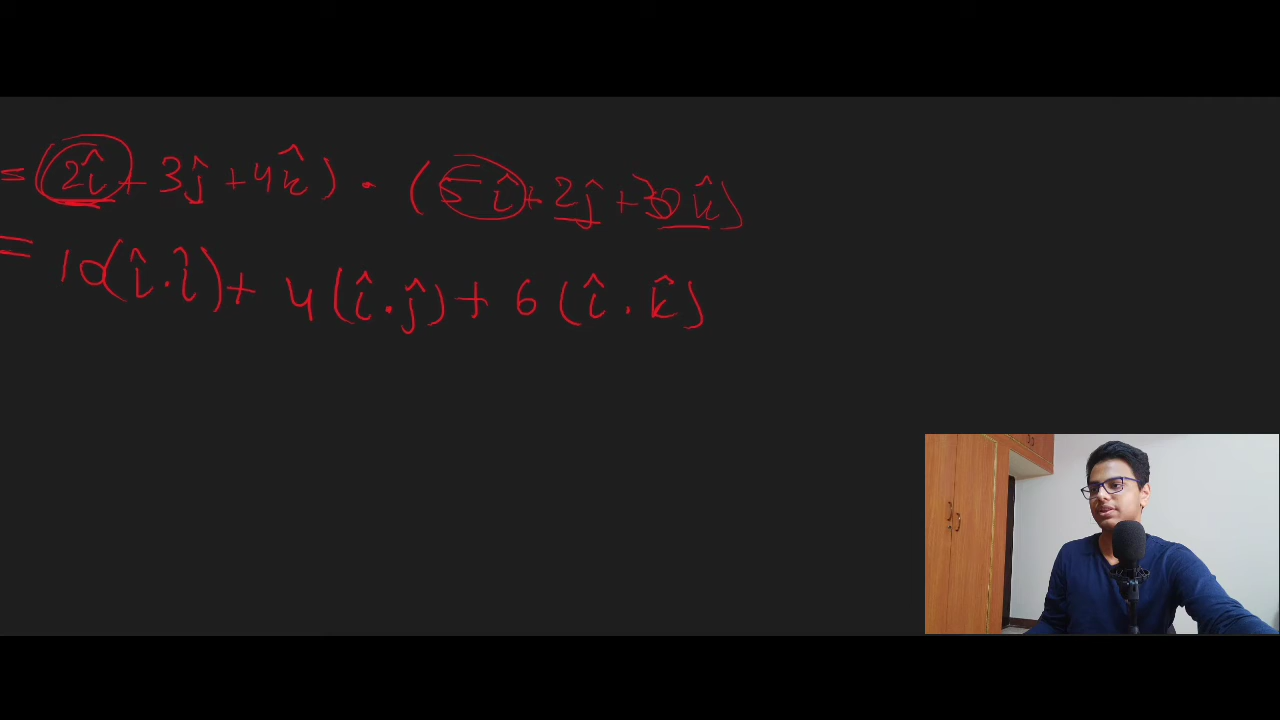 = (2î + 3ĵ + 4k̂) · (5î + 2ĵ + 3k̂)
= 10(î · î) + 4(î · ĵ) + 6(î · k̂)